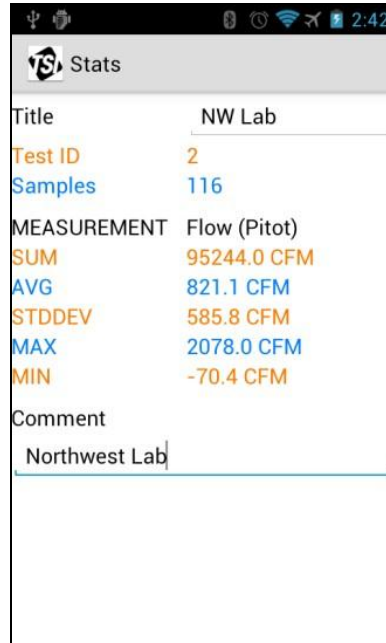 2:42
TSI Stats
Title NW Lab
Test ID 2
Samples 116
MEASUREMENT Flow (Pitot)
SUM 95244.0 CFM
AVG 821.1 CFM
STDDEV 585.8 CFM
MAX 2078.0 CFM
MIN -70.4 CFM
Comment
Northwest Lab